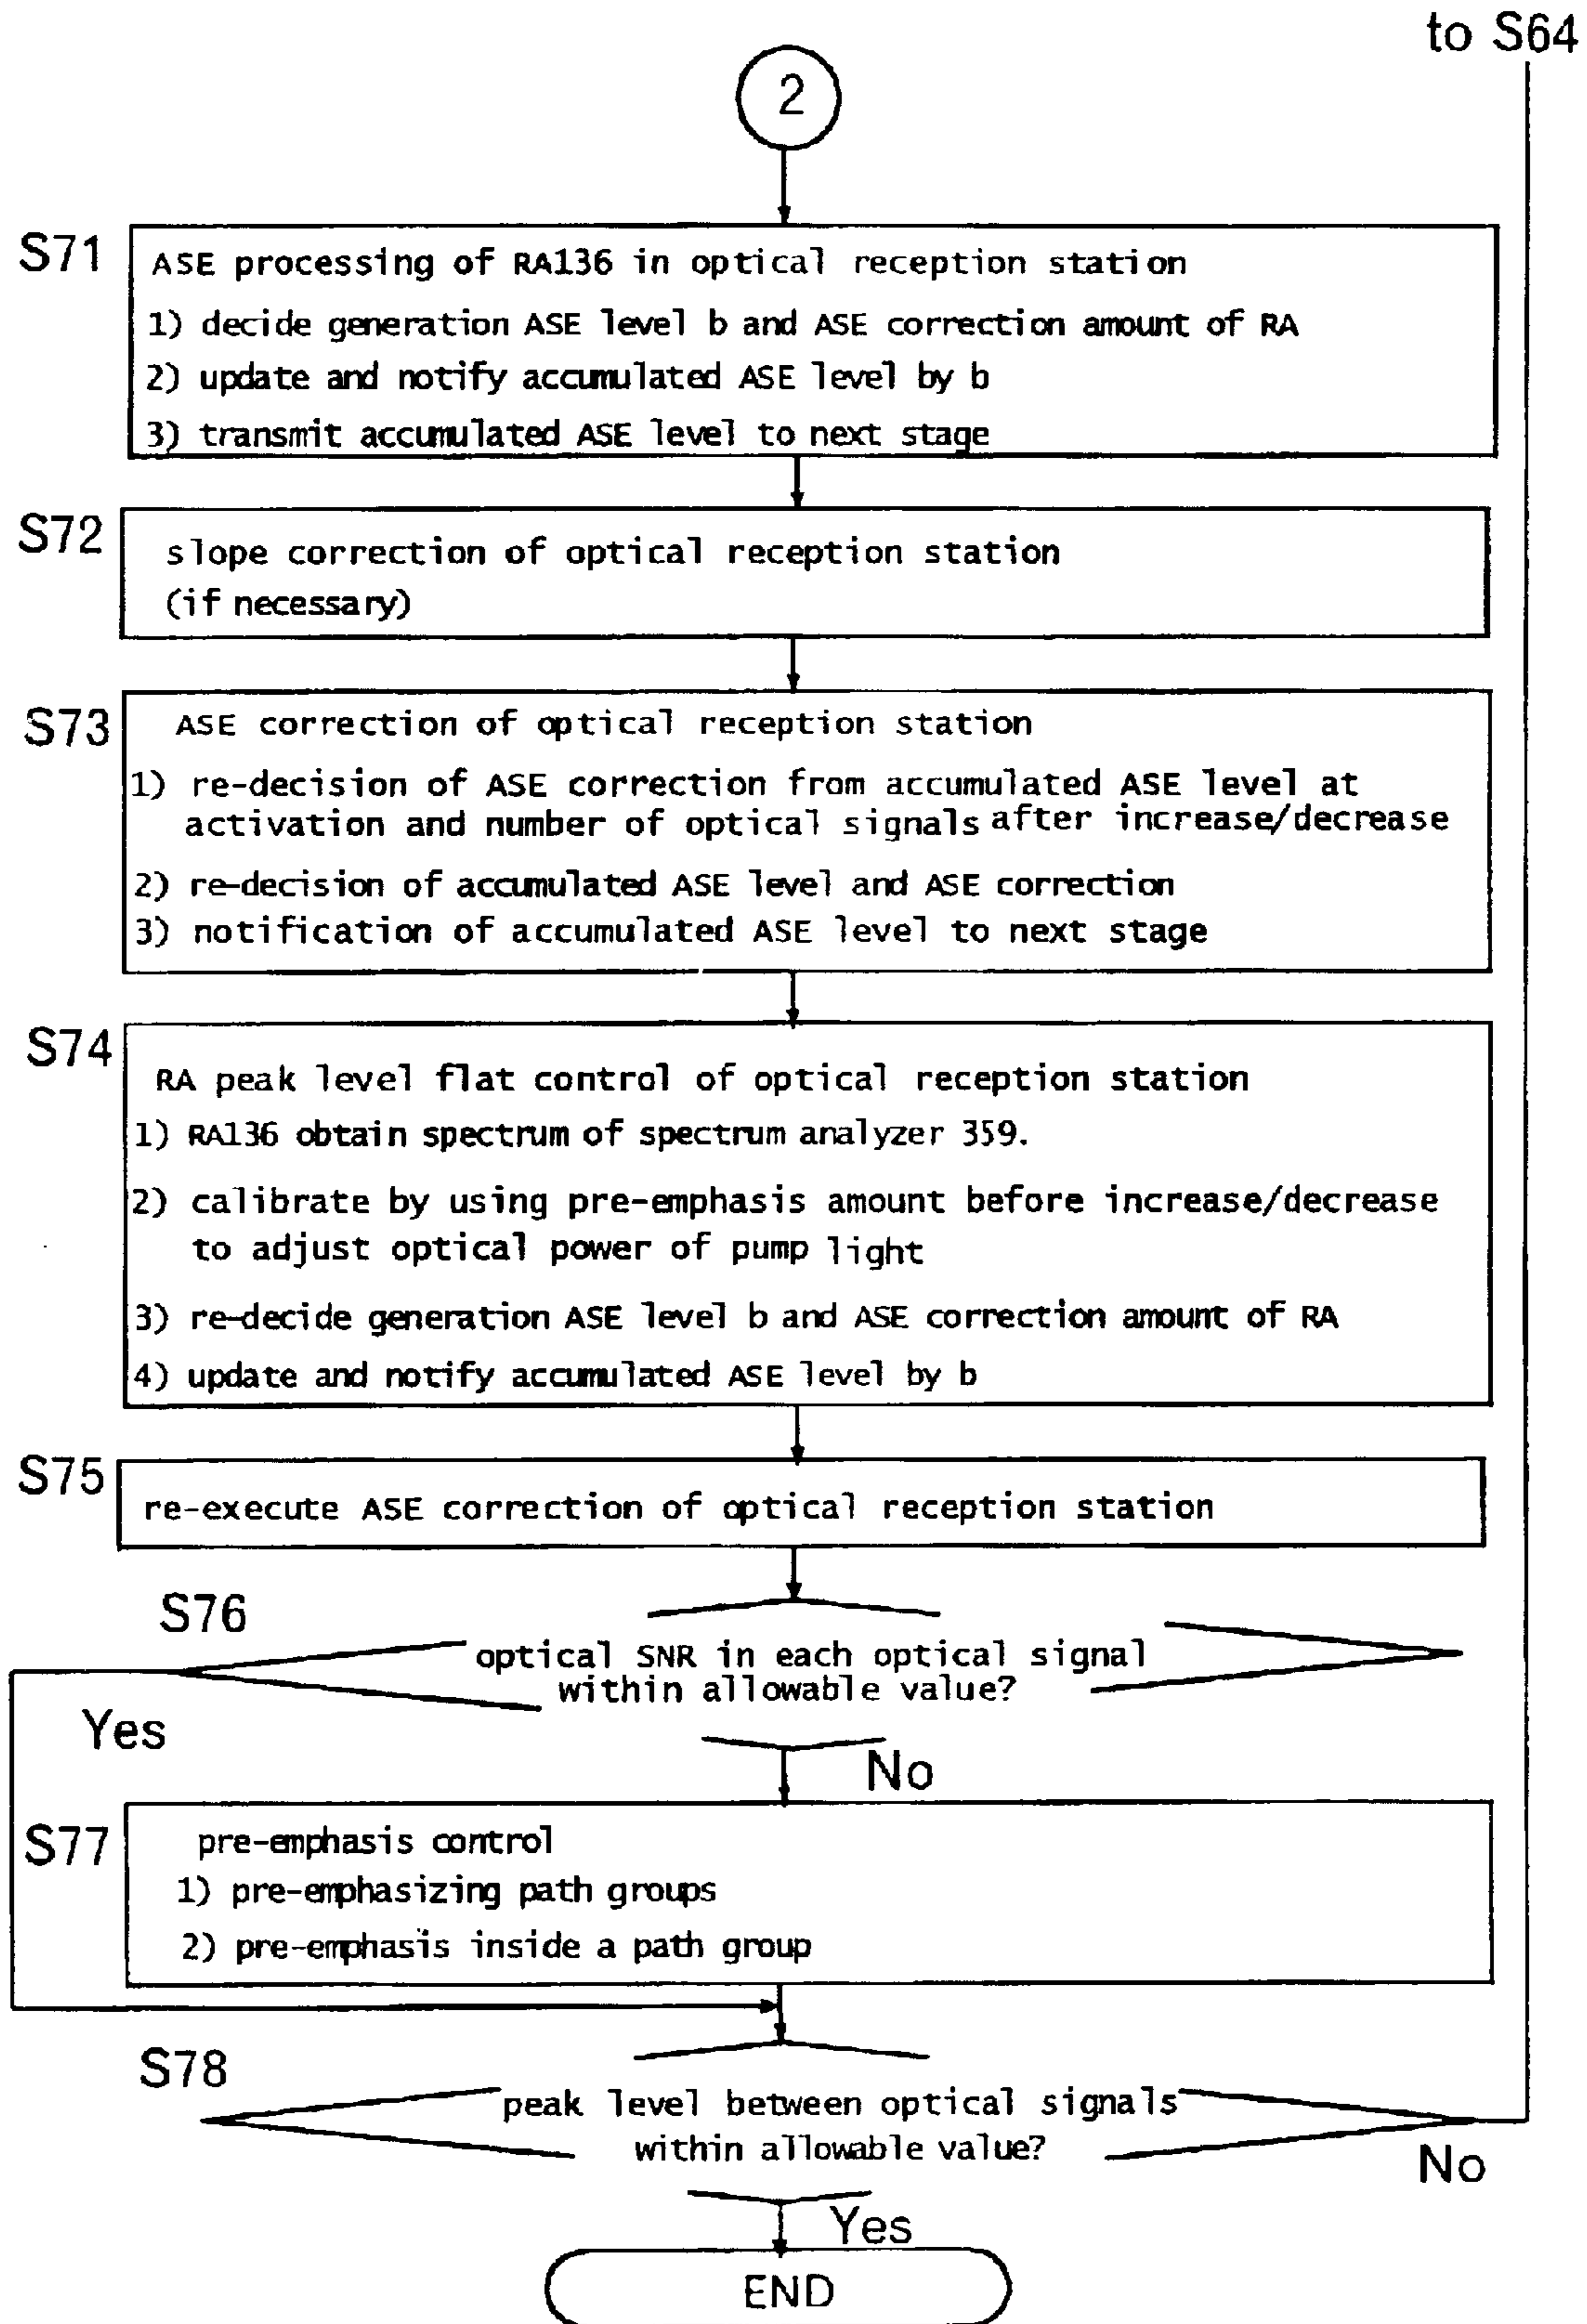 to S64
2
S71
ASE processing of RA136 in optical reception station
1) decide generation ASE level b and ASE correction amount of RA
2) update and notify accumulated ASE level by b
3) transmit accumulated ASE level to next stage
S72
slope correction of optical reception station
(if necessary)
S73
ASE correction of optical reception station
1) re-decision of ASE correction from accumulated ASE level at
activation and number of optical signals after increase/decrease
2) re-decision of accumulated ASE level and ASE correction
3) notification of accumulated ASE level to next stage
S74
RA peak level flat control of optical reception station
1) RA136 obtain spectrum of spectrum analyzer 359.
2) calibrate by using pre-emphasis amount before increase/decrease
to adjust optical power of pump light
3) re-decide generation ASE level b and ASE correction amount of RA
4) update and notify accumulated ASE level by b
S75
re-execute ASE correction of optical reception station
S76
optical SNR in each optical signal
within allowable value?
Yes
No
S77
pre-emphasis control
1) pre-emphasizing path groups
2) pre-emphasis inside a path group
S78
peak level between optical signals
within allowable value?
No
Yes
END